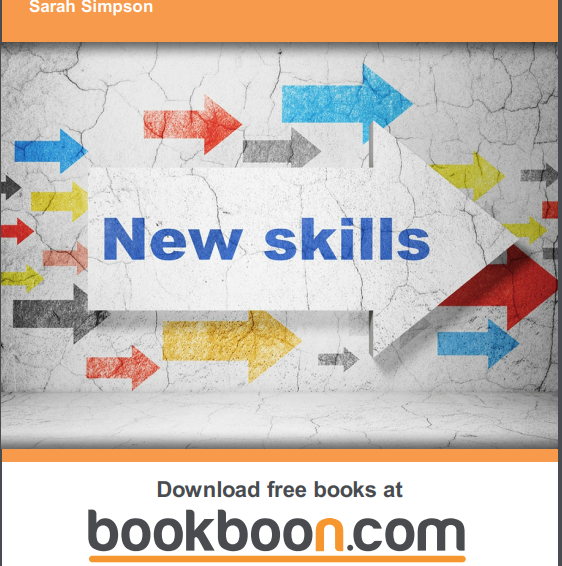 Sarah Simpson
New skills
Download free books at
bookboon.com